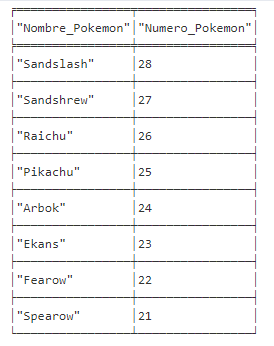 "Nombre_Pokemon" "Numero_Pokemon"
"Sandslash" 28
"Sandshrew" 27
"Raichu" 26
"Pikachu" 25
"Arbok" 24
"Ekans" 23
"Fearow" 22
"Spearow" 21